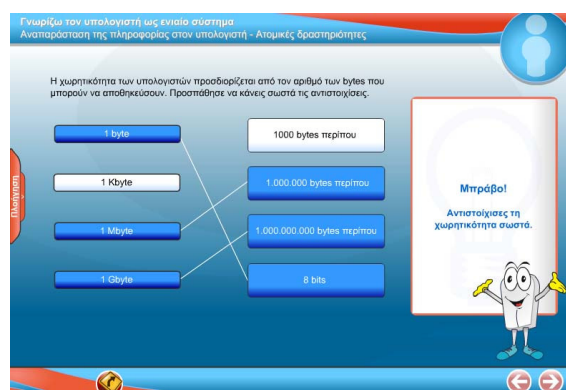 Γνωρίζω τον υπολογιστή ως ενιαίο σύστημα
Αναπαράσταση της πληροφορίας στον υπολογιστή - Ατομικές δραστηριότητες
Η χωρητικότητα των υπολογιστών προσδιορίζεται από τον αριθμό των bytes που
μπορούν να αποθηκεύσουν. Προσπάθησε να κάνεις σωστά τις αντιστοιχίσεις.
1 byte
1000 bytes περίπου
1 Kbyte
1.000.000 bytes περίπου
1 Mbyte
1.000.000.000 bytes περίπου
1 Gbyte
8 bits
Μπράβο!
Αντιστοίχισες τη
χωρητικότητα σωστά.
Πλοήγηση